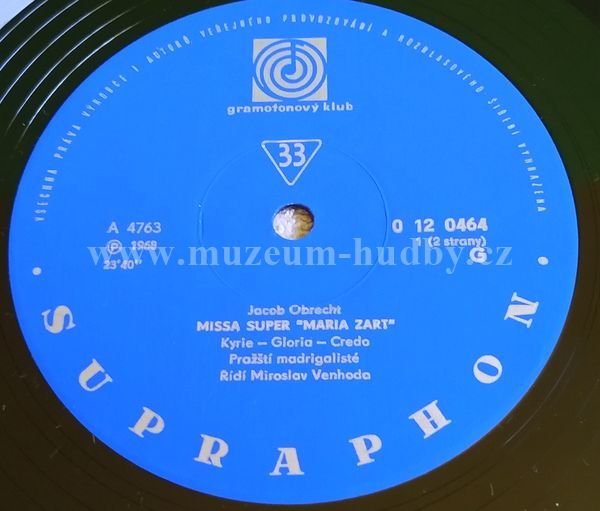 VŠECHNA PRÁVA VÝROBCE I AUTORŮ VEŘEJNÉHO PROVOZOVÁNÍ A ROZHLASOVÉHO ŠÍŘENÍ VYHRAZENA
gramofonový klub
33
A 4763
Ⓟ 1968
23'40"
0 12 0464
1 (2 strany)
G
www.muzeum-hudby.cz
Jacob Obrecht
MISSA SUPER "MARIA ZART"
Kyrie – Gloria – Credo
Pražští madrigalisté
Řídí Miroslav Venhoda
• SUPRAPHON •